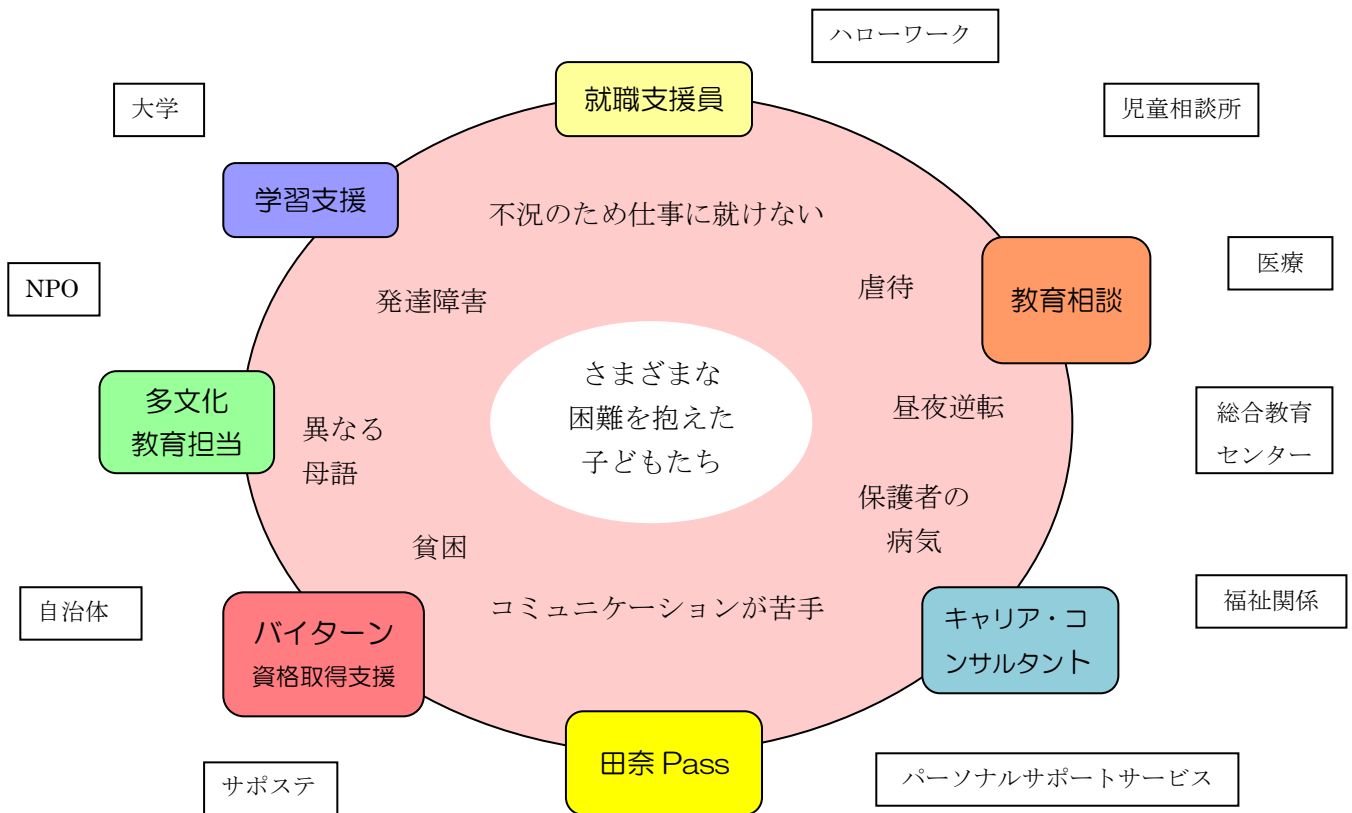 ハローワーク
大学
就職支援員
児童相談所
学習支援
不況のため仕事に就けない
NPO
発達障害
虐待
教育相談
医療
さまざまな
困難を抱えた
子どもたち
多文化
教育担当
異なる
母語
昼夜逆転
総合教育
センター
保護者の
病気
貧困
自治体
バイターン
資格取得支援
コミュニケーションが苦手
キャリア・コ
ンサルタント
福祉関係
田奈 Pass
サポステ
パーソナルサポートサービス